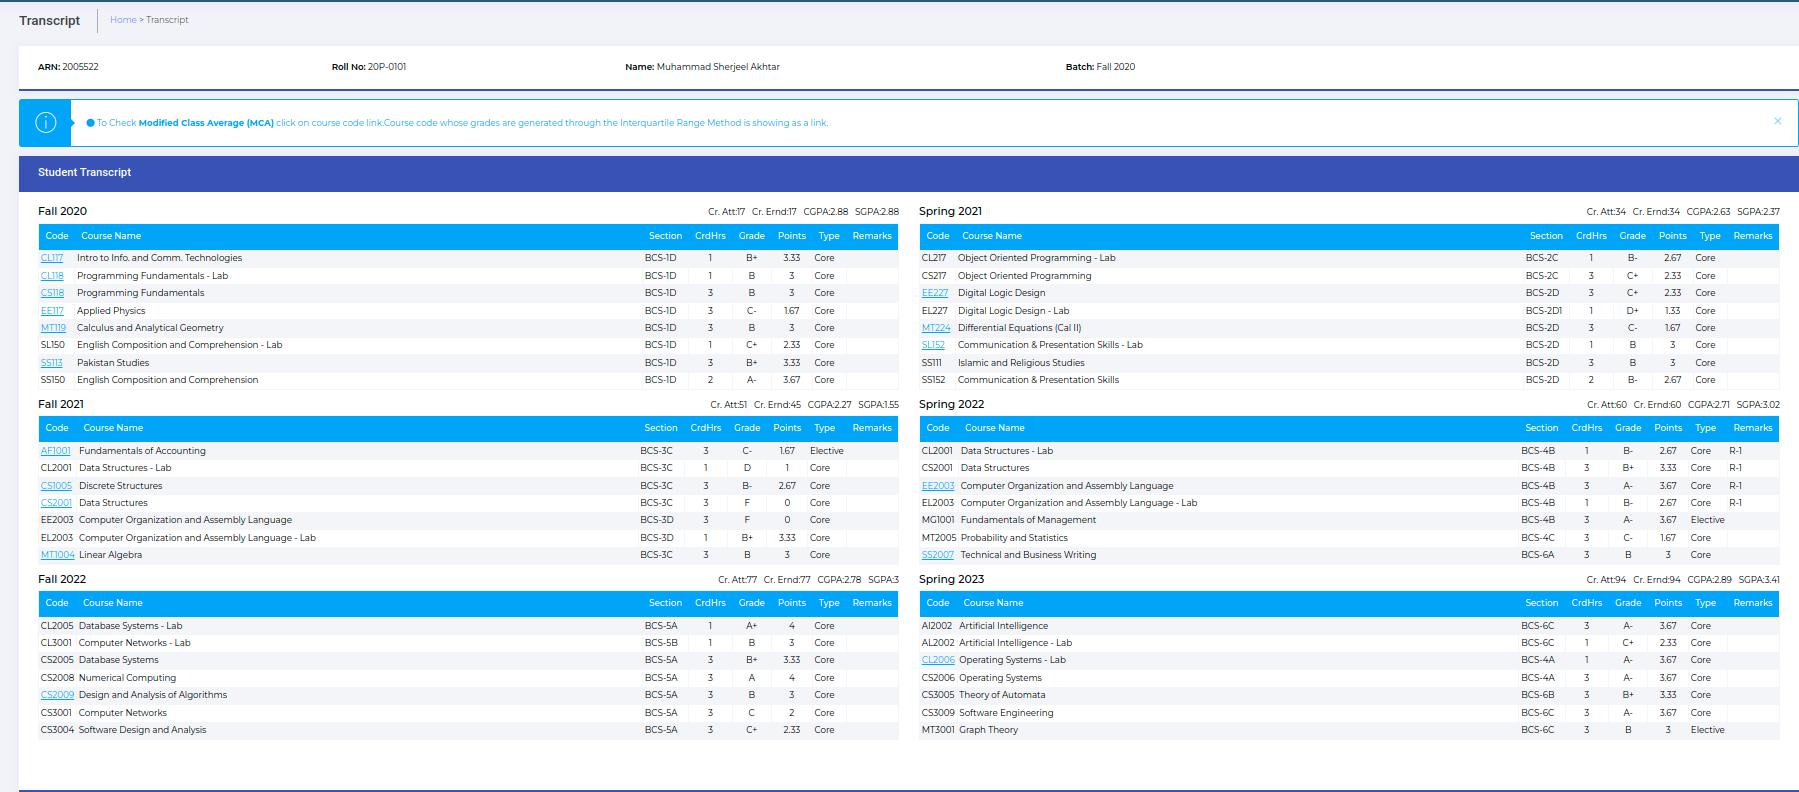 Transcript Home > Transcript
ARN: 2005522 Roll No: 20P-0101 Name: Muhammad Sherjeel Akhtar Batch: Fall 2020
To Check Modified Class Average (MCA) click on course code link.Course code whose grades are generated through the Interquartile Range Method is showing as a link. ×
Student Transcript
Fall 2020 Cr. Att:17 Cr. Ernd:17 CGPA:2.88 SGPA:2.88
Code Course Name Section CrdHrs Grade Points Type Remarks
CL117 Intro to Info. and Comm. Technologies BCS-1D 1 B+ 3.33 Core
CL118 Programming Fundamentals - Lab BCS-1D 1 B 3 Core
CS118 Programming Fundamentals BCS-1D 3 B 3 Core
EE117 Applied Physics BCS-1D 3 C- 1.67 Core
MT119 Calculus and Analytical Geometry BCS-1D 3 B 3 Core
SL150 English Composition and Comprehension - Lab BCS-1D 1 C+ 2.33 Core
SS113 Pakistan Studies BCS-1D 3 B+ 3.33 Core
SS150 English Composition and Comprehension BCS-1D 2 A- 3.67 Core
Spring 2021 Cr. Att:34 Cr. Ernd:34 CGPA:2.63 SGPA:2.37
Code Course Name Section CrdHrs Grade Points Type Remarks
CL217 Object Oriented Programming - Lab BCS-2C 1 B- 2.67 Core
CS217 Object Oriented Programming BCS-2C 3 C+ 2.33 Core
EE227 Digital Logic Design BCS-2D 3 C+ 2.33 Core
EL227 Digital Logic Design - Lab BCS-2D1 1 D+ 1.33 Core
MT224 Differential Equations (Cal II) BCS-2D 3 C- 1.67 Core
SL152 Communication & Presentation Skills - Lab BCS-2D 1 B 3 Core
SS111 Islamic and Religious Studies BCS-2D 3 B 3 Core
SS152 Communication & Presentation Skills BCS-2D 2 B- 2.67 Core
Fall 2021 Cr. Att:51 Cr. Ernd:45 CGPA:2.27 SGPA:1.55
Code Course Name Section CrdHrs Grade Points Type Remarks
AF1001 Fundamentals of Accounting BCS-3C 3 C- 1.67 Elective
CL2001 Data Structures - Lab BCS-3C 1 D 1 Core
CS1005 Discrete Structures BCS-3C 3 B- 2.67 Core
CS2001 Data Structures BCS-3C 3 F 0 Core
EE2003 Computer Organization and Assembly Language BCS-3D 3 F 0 Core
EL2003 Computer Organization and Assembly Language - Lab BCS-3D 1 B+ 3.33 Core
MT1004 Linear Algebra BCS-3C 3 B 3 Core
Spring 2022 Cr. Att:60 Cr. Ernd:60 CGPA:2.71 SGPA:3.02
Code Course Name Section CrdHrs Grade Points Type Remarks
CL2001 Data Structures - Lab BCS-4B 1 B- 2.67 Core R-1
CS2001 Data Structures BCS-4B 3 B+ 3.33 Core R-1
EE2003 Computer Organization and Assembly Language BCS-4B 3 A- 3.67 Core R-1
EL2003 Computer Organization and Assembly Language - Lab BCS-4B 1 B- 2.67 Core R-1
MG1001 Fundamentals of Management BCS-4B 3 A- 3.67 Elective
MT2005 Probability and Statistics BCS-4C 3 C- 1.67 Core
SS2007 Technical and Business Writing BCS-6A 3 B 3 Core
Fall 2022 Cr. Att:77 Cr. Ernd:77 CGPA:2.78 SGPA:3
Code Course Name Section CrdHrs Grade Points Type Remarks
CL2005 Database Systems - Lab BCS-5A 1 A+ 4 Core
CL3001 Computer Networks - Lab BCS-5B 1 B 3 Core
CS2005 Database Systems BCS-5A 3 B+ 3.33 Core
CS2008 Numerical Computing BCS-5A 3 A 4 Core
CS2009 Design and Analysis of Algorithms BCS-5A 3 B 3 Core
CS3001 Computer Networks BCS-5A 3 C 2 Core
CS3004 Software Design and Analysis BCS-5A 3 C+ 2.33 Core
Spring 2023 Cr. Att:94 Cr. Ernd:94 CGPA:2.89 SGPA:3.41
Code Course Name Section CrdHrs Grade Points Type Remarks
AI2002 Artificial Intelligence BCS-6C 3 A- 3.67 Core
AL2002 Artificial Intelligence - Lab BCS-6C 1 C+ 2.33 Core
CL2006 Operating Systems - Lab BCS-4A 1 A- 3.67 Core
CS2006 Operating Systems BCS-4A 3 A- 3.67 Core
CS3005 Theory of Automata BCS-6B 3 B+ 3.33 Core
CS3009 Software Engineering BCS-6C 3 A- 3.67 Core
MT3001 Graph Theory BCS-6C 3 B 3 Elective